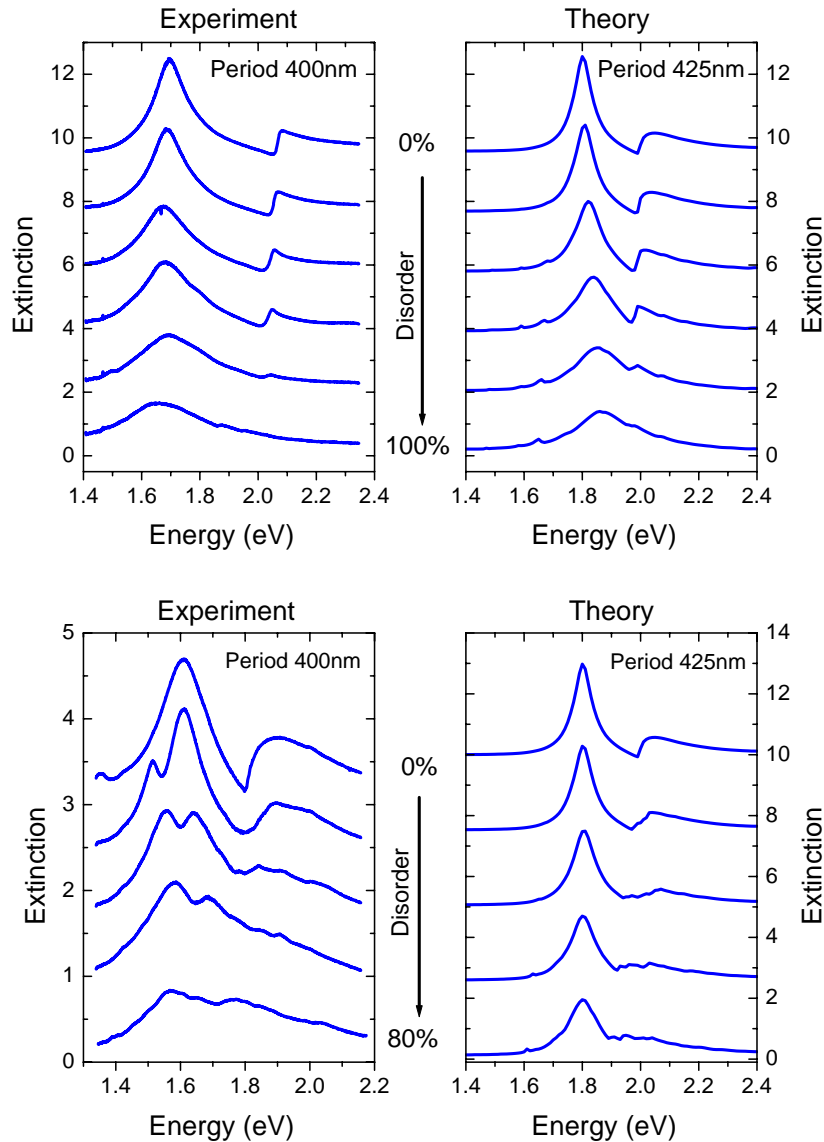 Experiment
Theory
Period 400nm
Period 425nm
12
10
8
6
4
2
0
12
10
8
6
4
2
0
0%
Disorder
100%
Extinction
Extinction
1.4 1.6 1.8 2.0 2.2 2.4
1.4 1.6 1.8 2.0 2.2 2.4
Energy (eV)
Energy (eV)
Experiment
Theory
Period 400nm
Period 425nm
5
4
3
2
1
0
14
12
10
8
6
4
2
0
0%
Disorder
80%
Extinction
Extinction
1.4 1.6 1.8 2.0 2.2
1.4 1.6 1.8 2.0 2.2 2.4
Energy (eV)
Energy (eV)